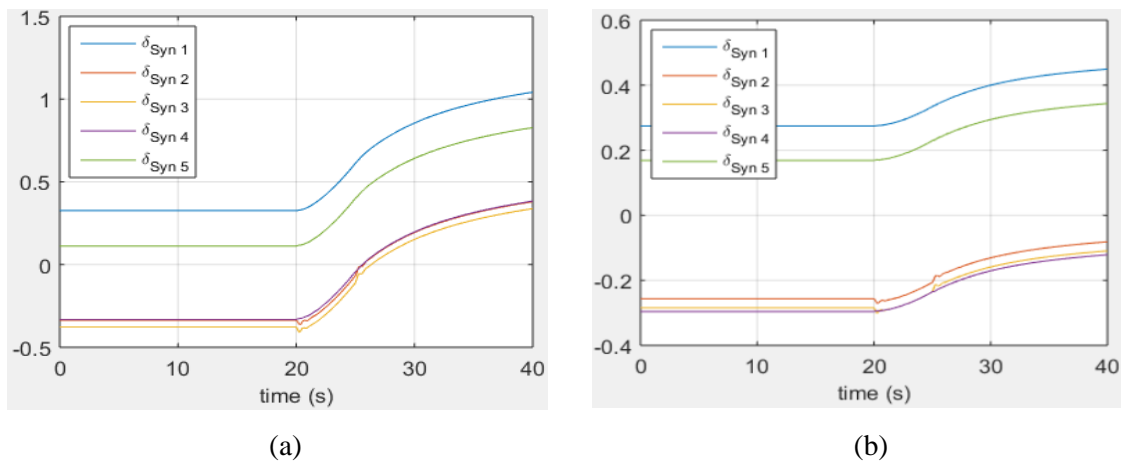 1.5
1
0.5
0
-0.5
δSyn 1
δSyn 2
δSyn 3
δSyn 4
δSyn 5
0 10 20 30 40
time (s)
(a)
0.6
0.4
0.2
0
-0.2
-0.4
δSyn 1
δSyn 2
δSyn 3
δSyn 4
δSyn 5
0 10 20 30 40
time (s)
(b)